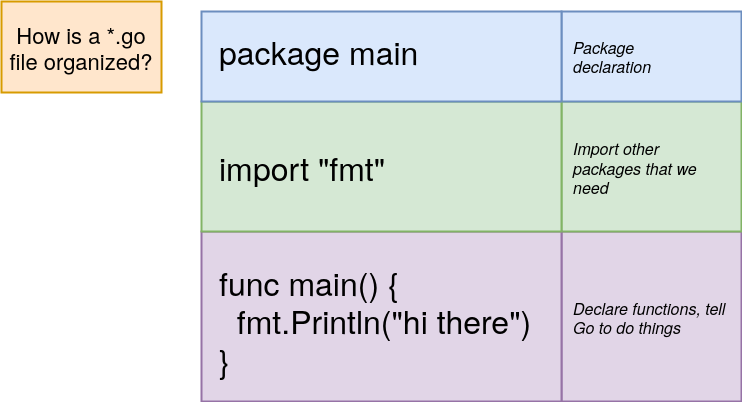 How is a *.go
file organized?
package main
Package
declaration
import "fmt"
Import other
packages that we
need
func main() {
  fmt.Println("hi there")
}
Declare functions, tell
Go to do things